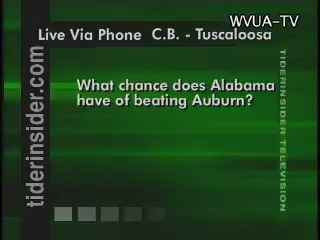 WVUA-TV
Live Via Phone C.B. - Tuscaloosa
What chance does Alabama
have of beating Auburn?
tiderinsider.com
TIDERINSIDER TELEVISION